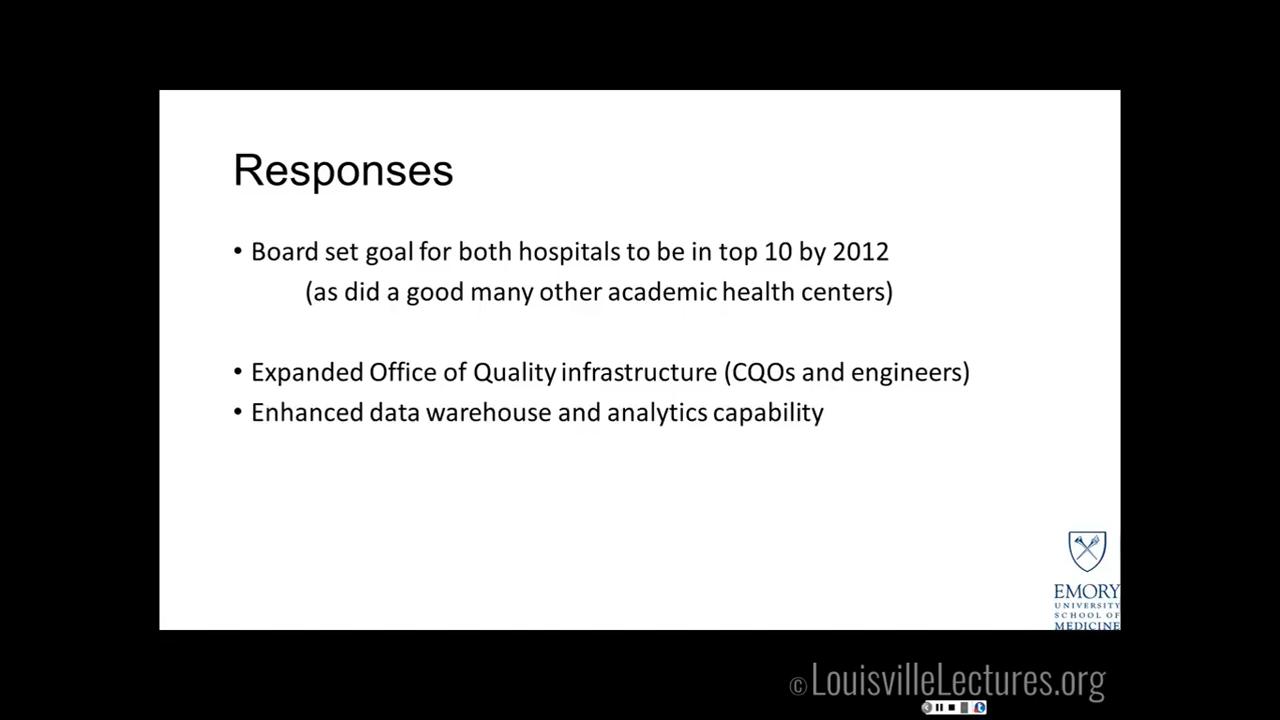 Responses
• Board set goal for both hospitals to be in top 10 by 2012
(as did a good many other academic health centers)
• Expanded Office of Quality infrastructure (CQOs and engineers)
• Enhanced data warehouse and analytics capability
EMORY
UNIVERSITY
SCHOOL OF
MEDICINE
© LouisvilleLectures.org